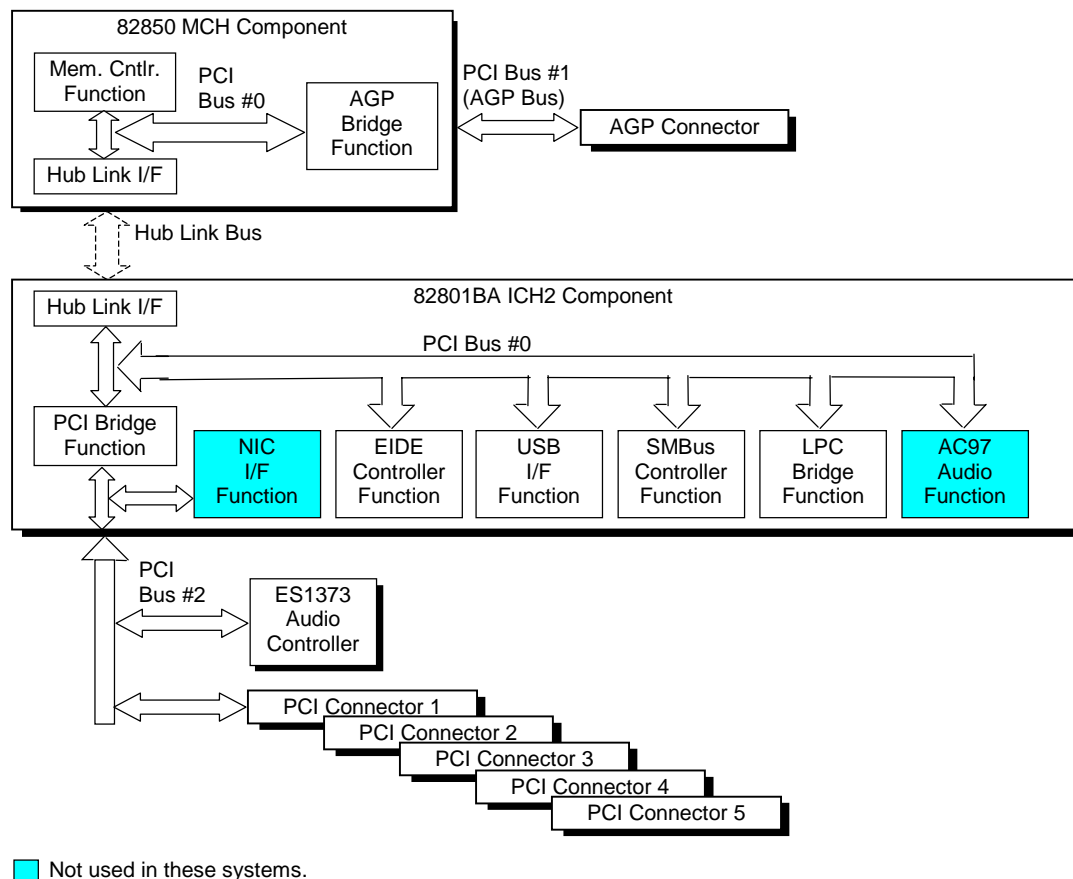 82850 MCH Component
Mem. Cntlr.
Function
PCI
Bus #0
AGP
Bridge
Function
Hub Link I/F
PCI Bus #1
(AGP Bus)
AGP Connector
Hub Link Bus
82801BA ICH2 Component
Hub Link I/F
PCI Bus #0
PCI Bridge
Function
NIC
I/F
Function
EIDE
Controller
Function
USB
I/F
Function
SMBus
Controller
Function
LPC
Bridge
Function
AC97
Audio
Function
PCI
Bus #2
ES1373
Audio
Controller
PCI Connector 1
PCI Connector 2
PCI Connector 3
PCI Connector 4
PCI Connector 5
Not used in these systems.